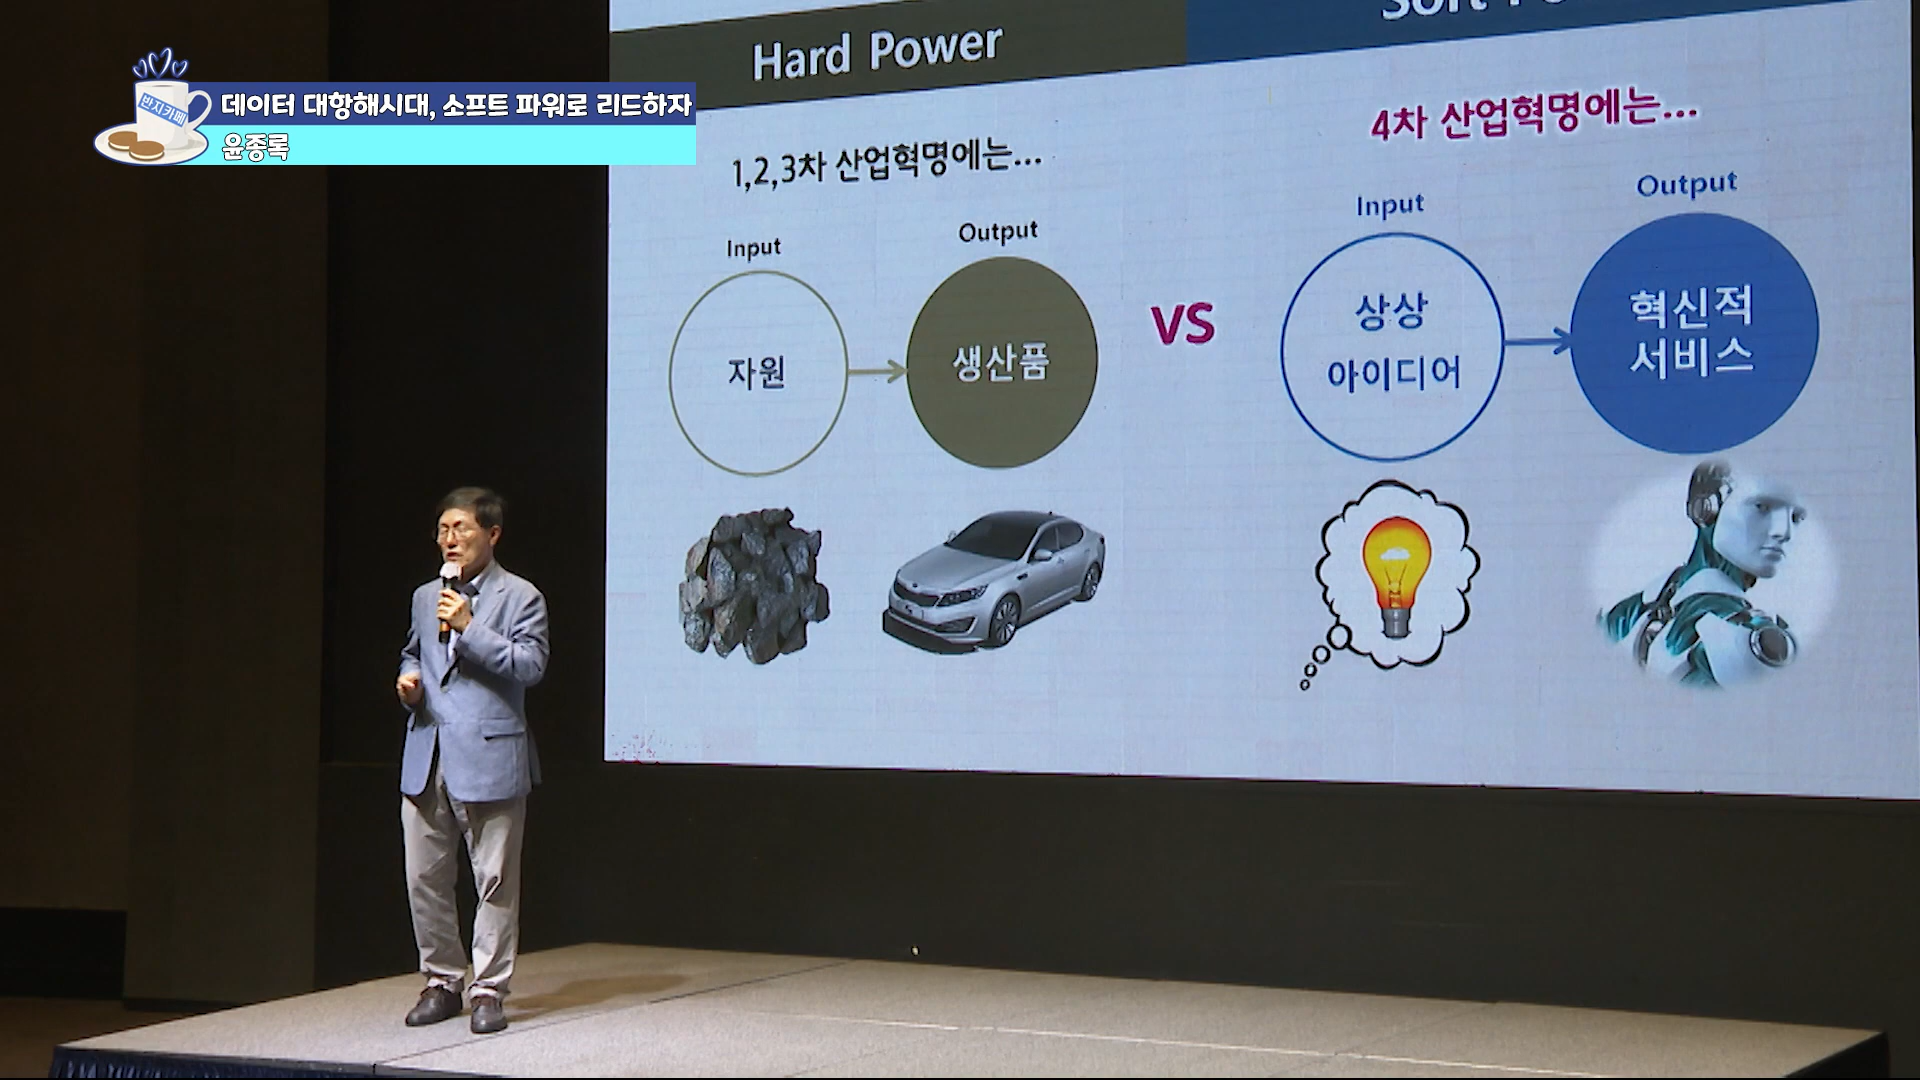 반지카페
데이터 대항해시대, 소프트 파워로 리드하자
윤종록
Hard Power
Soft
1,2,3차 산업혁명에는...
Input
Output
자원
생산품
VS
4차 산업혁명에는...
Input
Output
상상
아이디어
혁신적
서비스